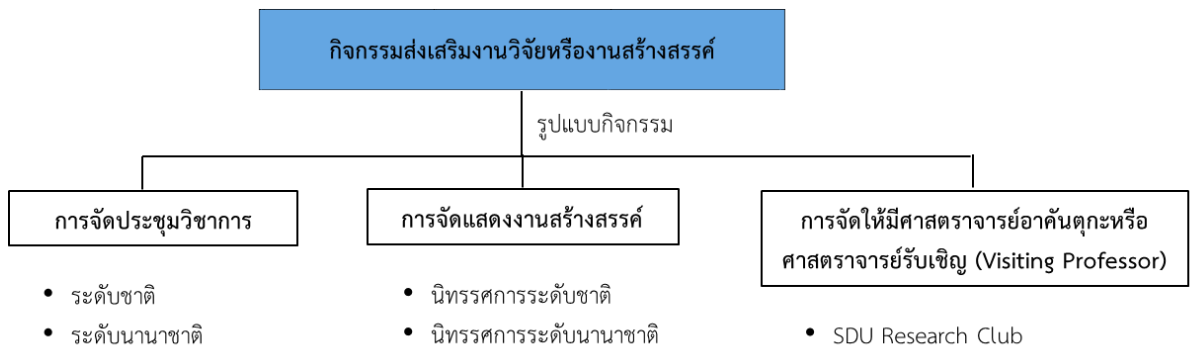 กิจกรรมส่งเสริมงานวิจัยหรืองานสร้างสรรค์
รูปแบบกิจกรรม
การจัดประชุมวิชาการ
• ระดับชาติ
• ระดับนานาชาติ
การจัดแสดงงานสร้างสรรค์
• นิทรรศการระดับชาติ
• นิทรรศการระดับนานาชาติ
การจัดให้มีศาสตราจารย์อาคันตุกะหรือ
ศาสตราจารย์รับเชิญ (Visiting Professor)
• SDU Research Club